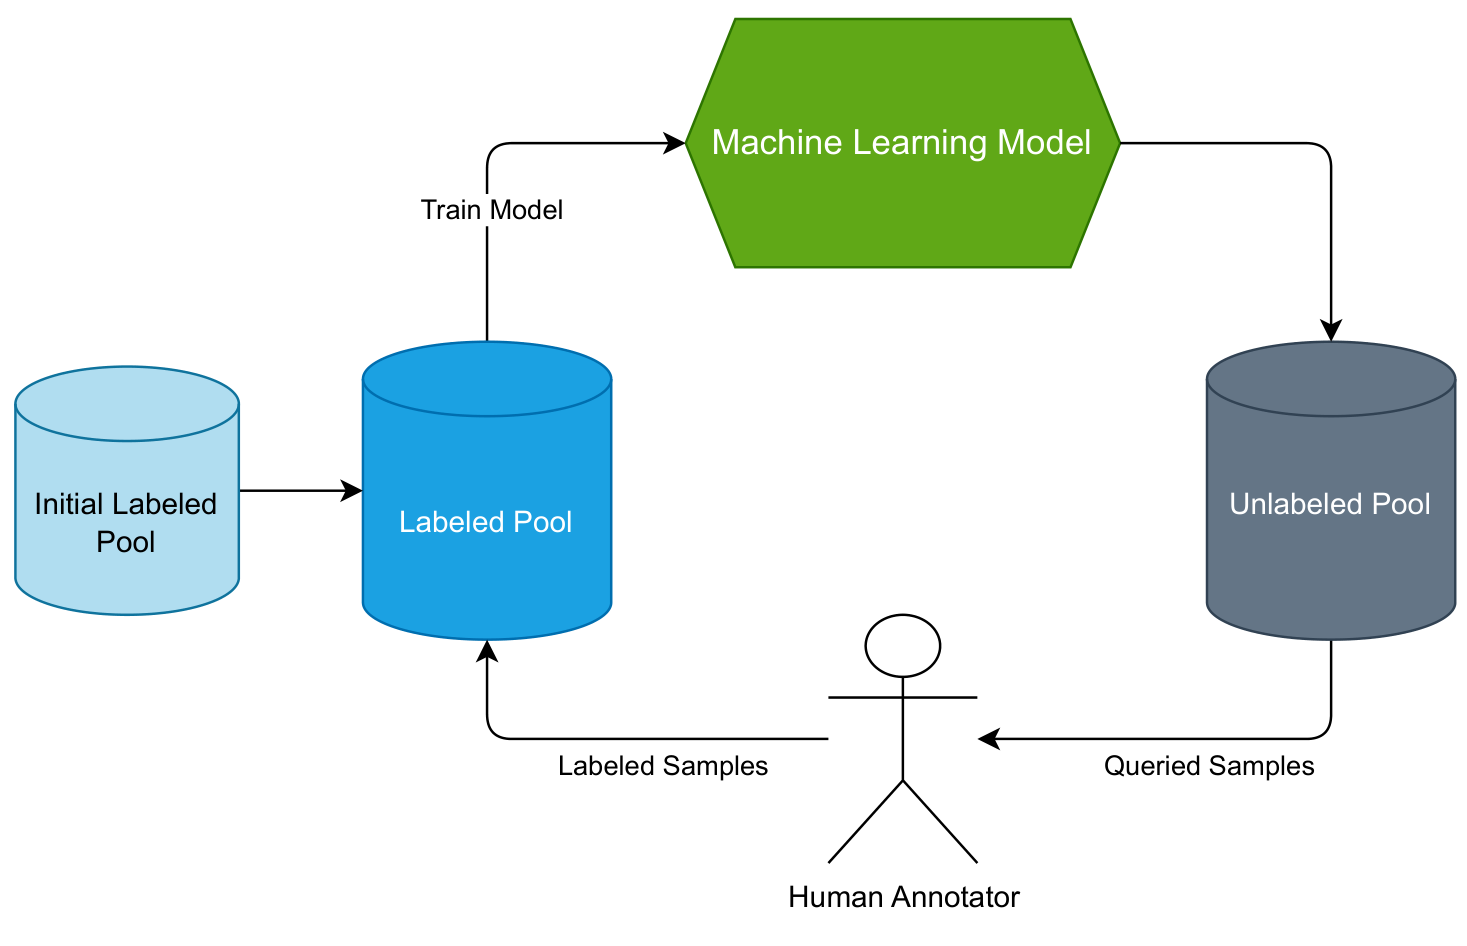 Machine Learning Model
Train Model
Initial Labeled
Pool
Labeled Pool
Unlabeled Pool
Labeled Samples
Queried Samples
Human Annotator